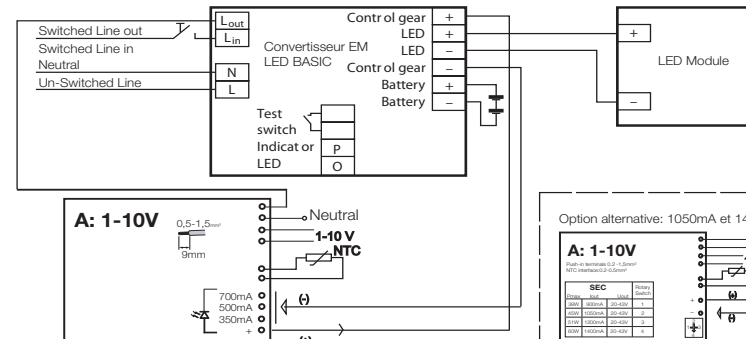 Switched Line out
Switched Line in
Neutral
Un-Switched Line
Lout
Lin
N
L
Convertisseur EM
LED BASIC
Control gear +
LED +
LED –
Control gear –
Battery +
Battery –
Test
switch
Indicator P
LED O
+
LED Module
–
A: 1-10V
0,5-1,5mm²
9mm
Neutral
1-10 V
NTC
700mA
500mA
350mA
+
(-)
(+)
Option alternative: 1050mA et 14
A: 1-10V
Push-in terminals 0.2 -1.5mm²
NTC interface:0.2-0.5mm²
SEC Rotary
Pmax Iout Uout Switch
39W 900mA 20-43V 1
45W 1050mA 20-43V 2
51W 1200mA 20-43V 3
60W 1400mA 20-43V 4
+
–
(+)
(-)